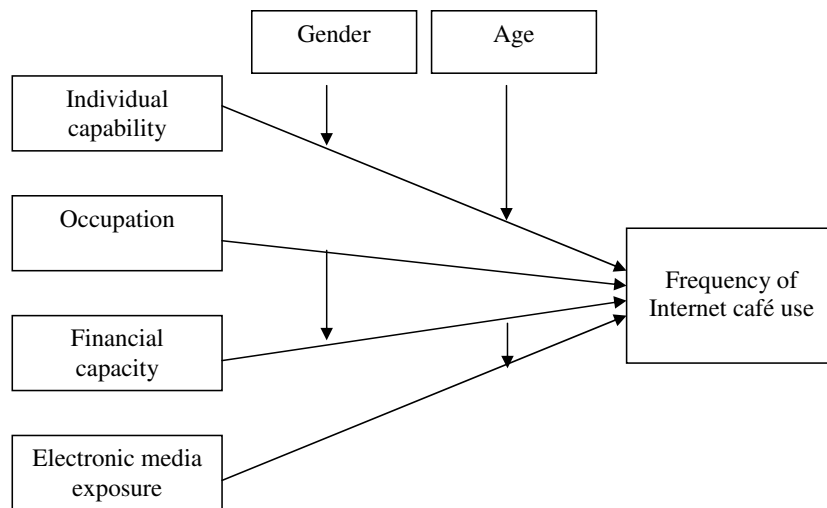 Gender
Age
Individual
capability
Occupation
Frequency of
Internet café use
Financial
capacity
Electronic media
exposure